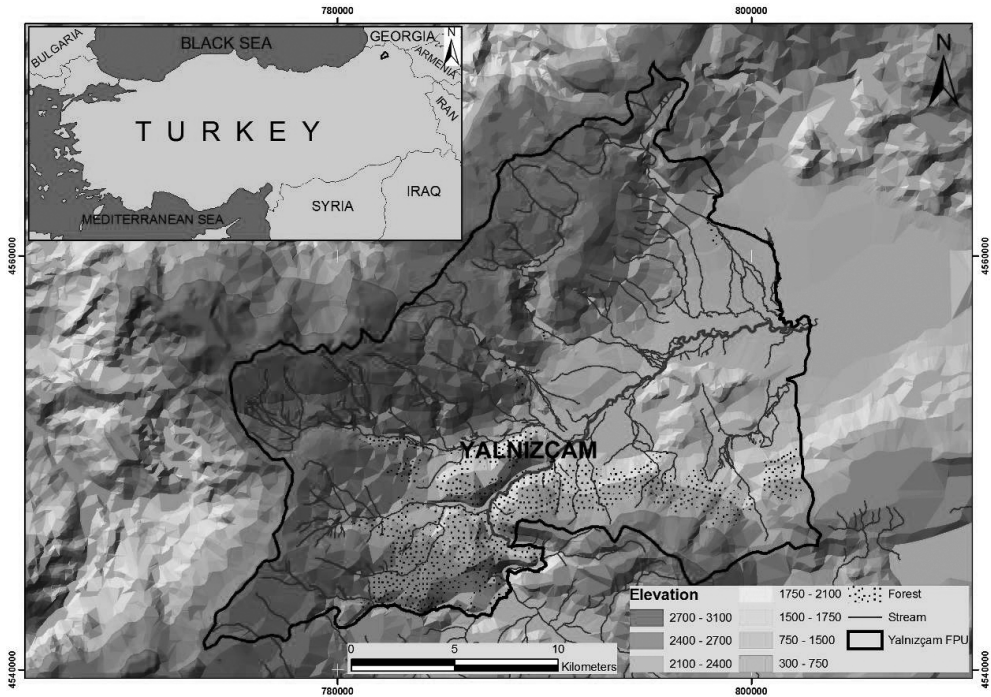 780000
800000
BULGARIA
BLACK SEA
GEORGIA
N
ARMENIA
IRAN
TURKEY
SYRIA
IRAQ
MEDITERRANEAN SEA
N
4560000
4560000
YALNIZÇAM
Elevation
2700 - 3100
2400 - 2700
2100 - 2400
1750 - 2100
1500 - 1750
750 - 1500
300 - 750
Forest
Stream
Yalnızçam FPU
0 5 10
Kilometers
4540000
4540000
780000
800000